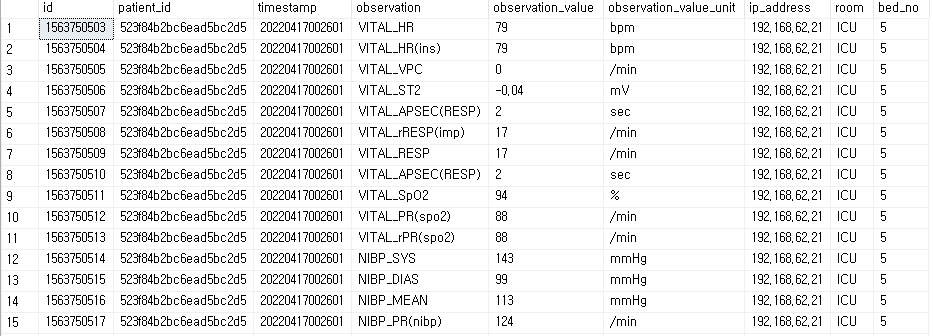 id patient_id timestamp observation observation_value observation_value_unit ip_address room bed_no
1 1563750503 523f84b2bc6ead5bc2d5 20220417002601 VITAL_HR 79 bpm 192,168,62,21 ICU 5
2 1563750504 523f84b2bc6ead5bc2d5 20220417002601 VITAL_HR(ins) 79 bpm 192,168,62,21 ICU 5
3 1563750505 523f84b2bc6ead5bc2d5 20220417002601 VITAL_VPC 0 /min 192,168,62,21 ICU 5
4 1563750506 523f84b2bc6ead5bc2d5 20220417002601 VITAL_ST2 -0,04 mV 192,168,62,21 ICU 5
5 1563750507 523f84b2bc6ead5bc2d5 20220417002601 VITAL_APSEC(RESP) 2 sec 192,168,62,21 ICU 5
6 1563750508 523f84b2bc6ead5bc2d5 20220417002601 VITAL_rRESP(imp) 17 /min 192,168,62,21 ICU 5
7 1563750509 523f84b2bc6ead5bc2d5 20220417002601 VITAL_RESP 17 /min 192,168,62,21 ICU 5
8 1563750510 523f84b2bc6ead5bc2d5 20220417002601 VITAL_APSEC(RESP) 2 sec 192,168,62,21 ICU 5
9 1563750511 523f84b2bc6ead5bc2d5 20220417002601 VITAL_SpO2 94 % 192,168,62,21 ICU 5
10 1563750512 523f84b2bc6ead5bc2d5 20220417002601 VITAL_PR(spo2) 88 /min 192,168,62,21 ICU 5
11 1563750513 523f84b2bc6ead5bc2d5 20220417002601 VITAL_rPR(spo2) 88 /min 192,168,62,21 ICU 5
12 1563750514 523f84b2bc6ead5bc2d5 20220417002601 NIBP_SYS 143 mmHg 192,168,62,21 ICU 5
13 1563750515 523f84b2bc6ead5bc2d5 20220417002601 NIBP_DIAS 99 mmHg 192,168,62,21 ICU 5
14 1563750516 523f84b2bc6ead5bc2d5 20220417002601 NIBP_MEAN 113 mmHg 192,168,62,21 ICU 5
15 1563750517 523f84b2bc6ead5bc2d5 20220417002601 NIBP_PR(nibp) 124 /min 192,168,62,21 ICU 5